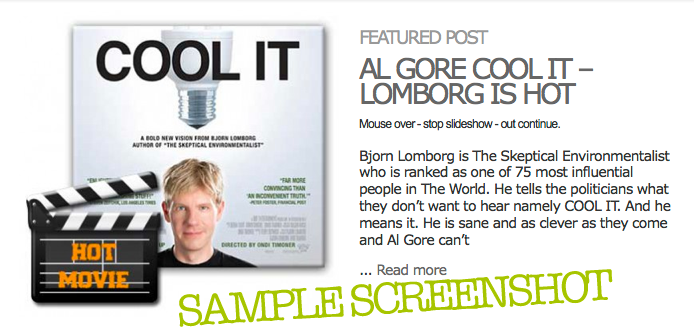 COOL IT
A BOLD NEW VISION FROM BJORN LOMBORG
AUTHOR OF "THE SKEPTICAL ENVIRONMENTALIST"
"FAR MORE
CONVINCING THAN
'AN INCONVENIENT TRUTH.'"
-PETER FOSTER, FINANCIAL POST
DIRECTED BY ONDI TIMONER
HOT
MOVIE
FEATURED POST
AL GORE COOL IT –
LOMBORG IS HOT
Mouse over - stop slideshow - out continue.
Bjorn Lomborg is The Skeptical Environmentalist
who is ranked as one of 75 most influential
people in The World. He tells the politicians what
they don't want to hear namely COOL IT. And he
means it. He is sane and as clever as they come
and Al Gore can't
... Read more
SAMPLE SCREENSHOT